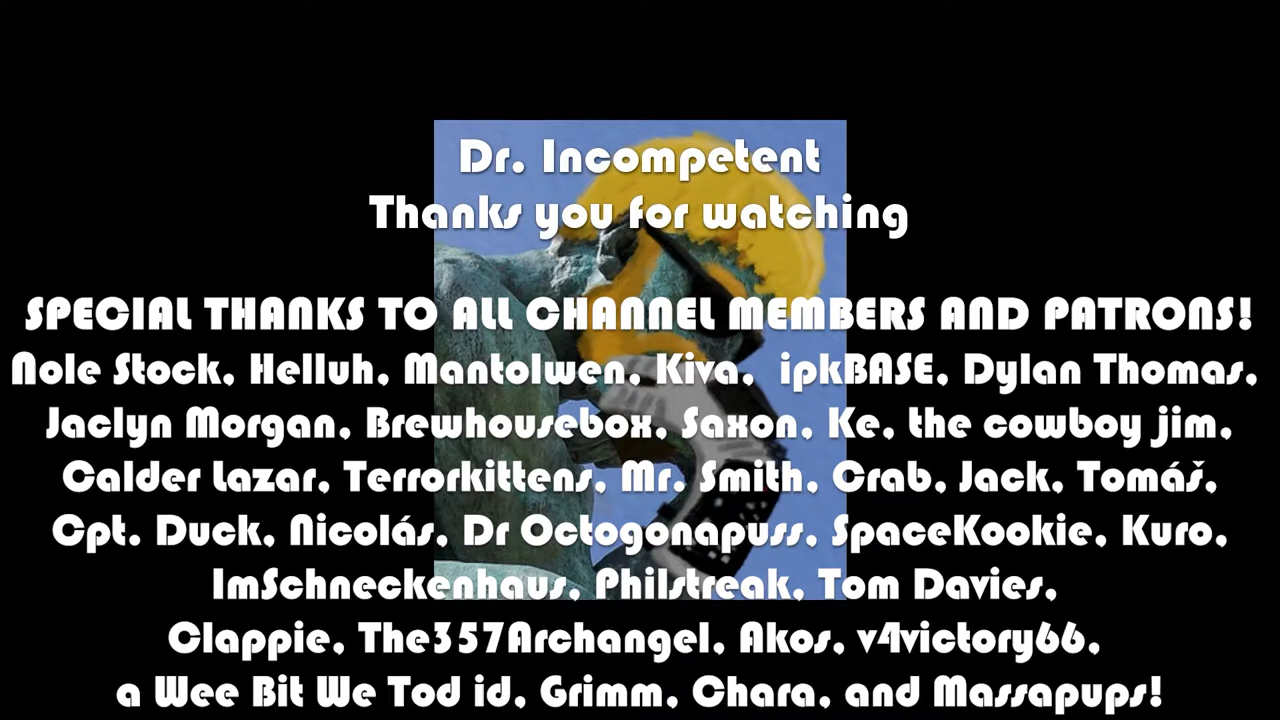 Dr. Incompetent
Thanks you for watching
SPECIAL THANKS TO ALL CHANNEL MEMBERS AND PATRONS!
Nole Stock, Helluh, Mantolwen, Kiva, ipkBASE, Dylan Thomas,
Jaclyn Morgan, Brewhousebox, Saxon, Ke, the cowboy jim,
Calder Lazar, Terrorkittens, Mr. Smith, Crab, Jack, Tomáš,
Cpt. Duck, Nicolás, Dr Octogonapuss, SpaceKookie, Kuro,
ImSchneckenhaus, Philstreak, Tom Davies,
Clappie, The357Archangel, Akos, v4victory66,
a Wee Bit We Tod id, Grimm, Chara, and Massapups!